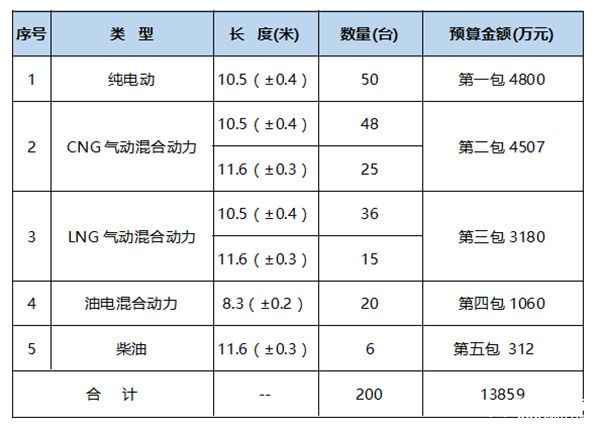 序号 类 型 长 度(米) 数量(台) 预算金额(万元)
1 纯电动 10.5（±0.4） 50 第一包 4800
2 CNG 气动混合动力 10.5（±0.4） 48 第二包 4507
11.6（±0.3） 25
3 LNG 气动混合动力 10.5（±0.4） 36 第三包 3180
11.6（±0.3） 15
4 油电混合动力 8.3（±0.2） 20 第四包 1060
5 柴油 11.6（±0.3） 6 第五包 312
合 计 -- 200 13859